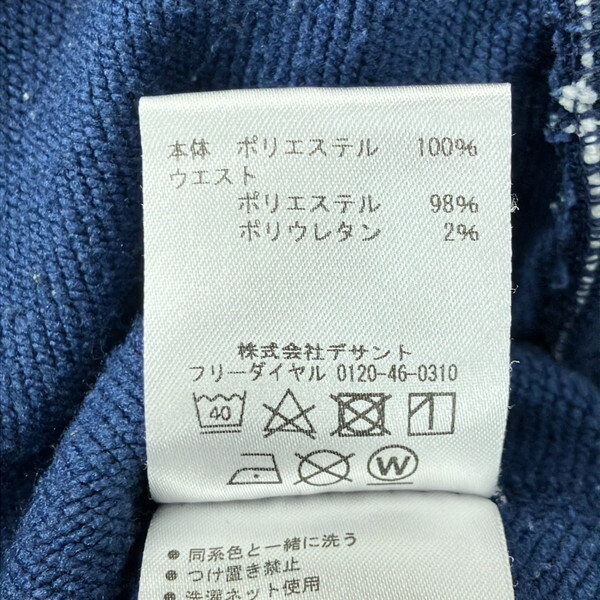 本体 ポリエステル 100%
ウエスト
ポリエステル 98%
ポリウレタン 2%
株式会社デサント
フリーダイヤル 0120-46-0310
40
W
● 同系色と一緒に洗う
● つけ置き禁止
● 洗濯ネット使用